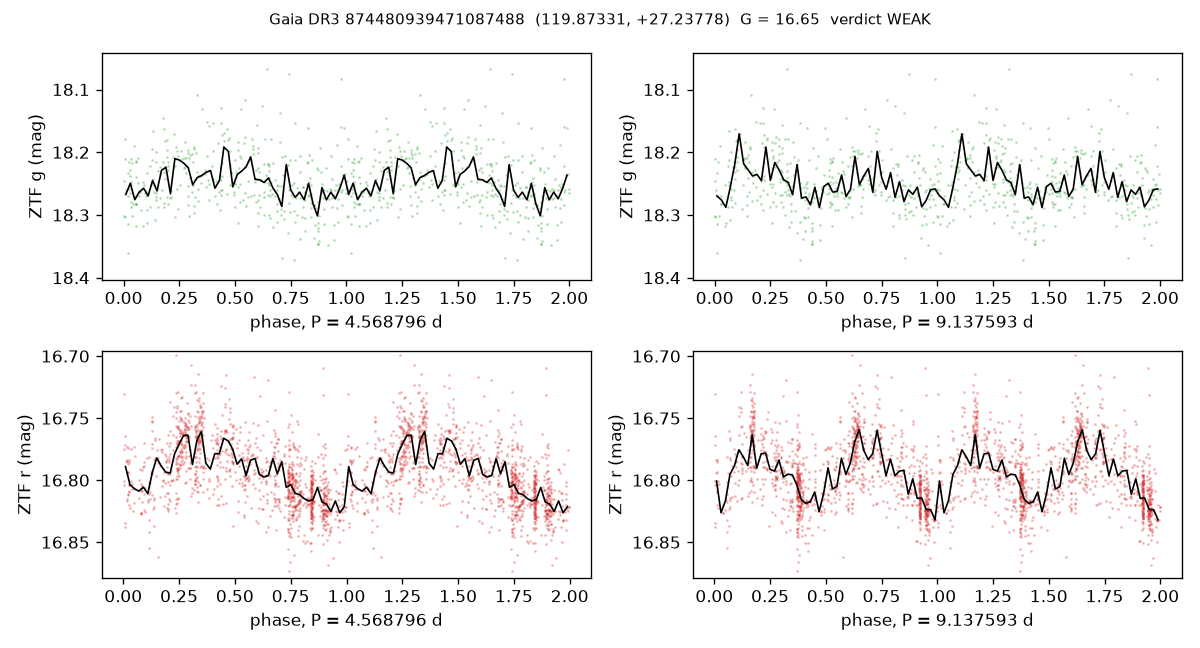 Gaia DR3 874480939471087488 (119.87331, +27.23778) G = 16.65 verdict WEAK
ZTF g (mag)
18.1
18.2
18.3
18.4
0.00 0.25 0.50 0.75 1.00 1.25 1.50 1.75 2.00
phase, P = 4.568796 d
ZTF g (mag)
18.1
18.2
18.3
18.4
0.00 0.25 0.50 0.75 1.00 1.25 1.50 1.75 2.00
phase, P = 9.137593 d
ZTF r (mag)
16.70
16.75
16.80
16.85
0.00 0.25 0.50 0.75 1.00 1.25 1.50 1.75 2.00
phase, P = 4.568796 d
ZTF r (mag)
16.70
16.75
16.80
16.85
0.00 0.25 0.50 0.75 1.00 1.25 1.50 1.75 2.00
phase, P = 9.137593 d